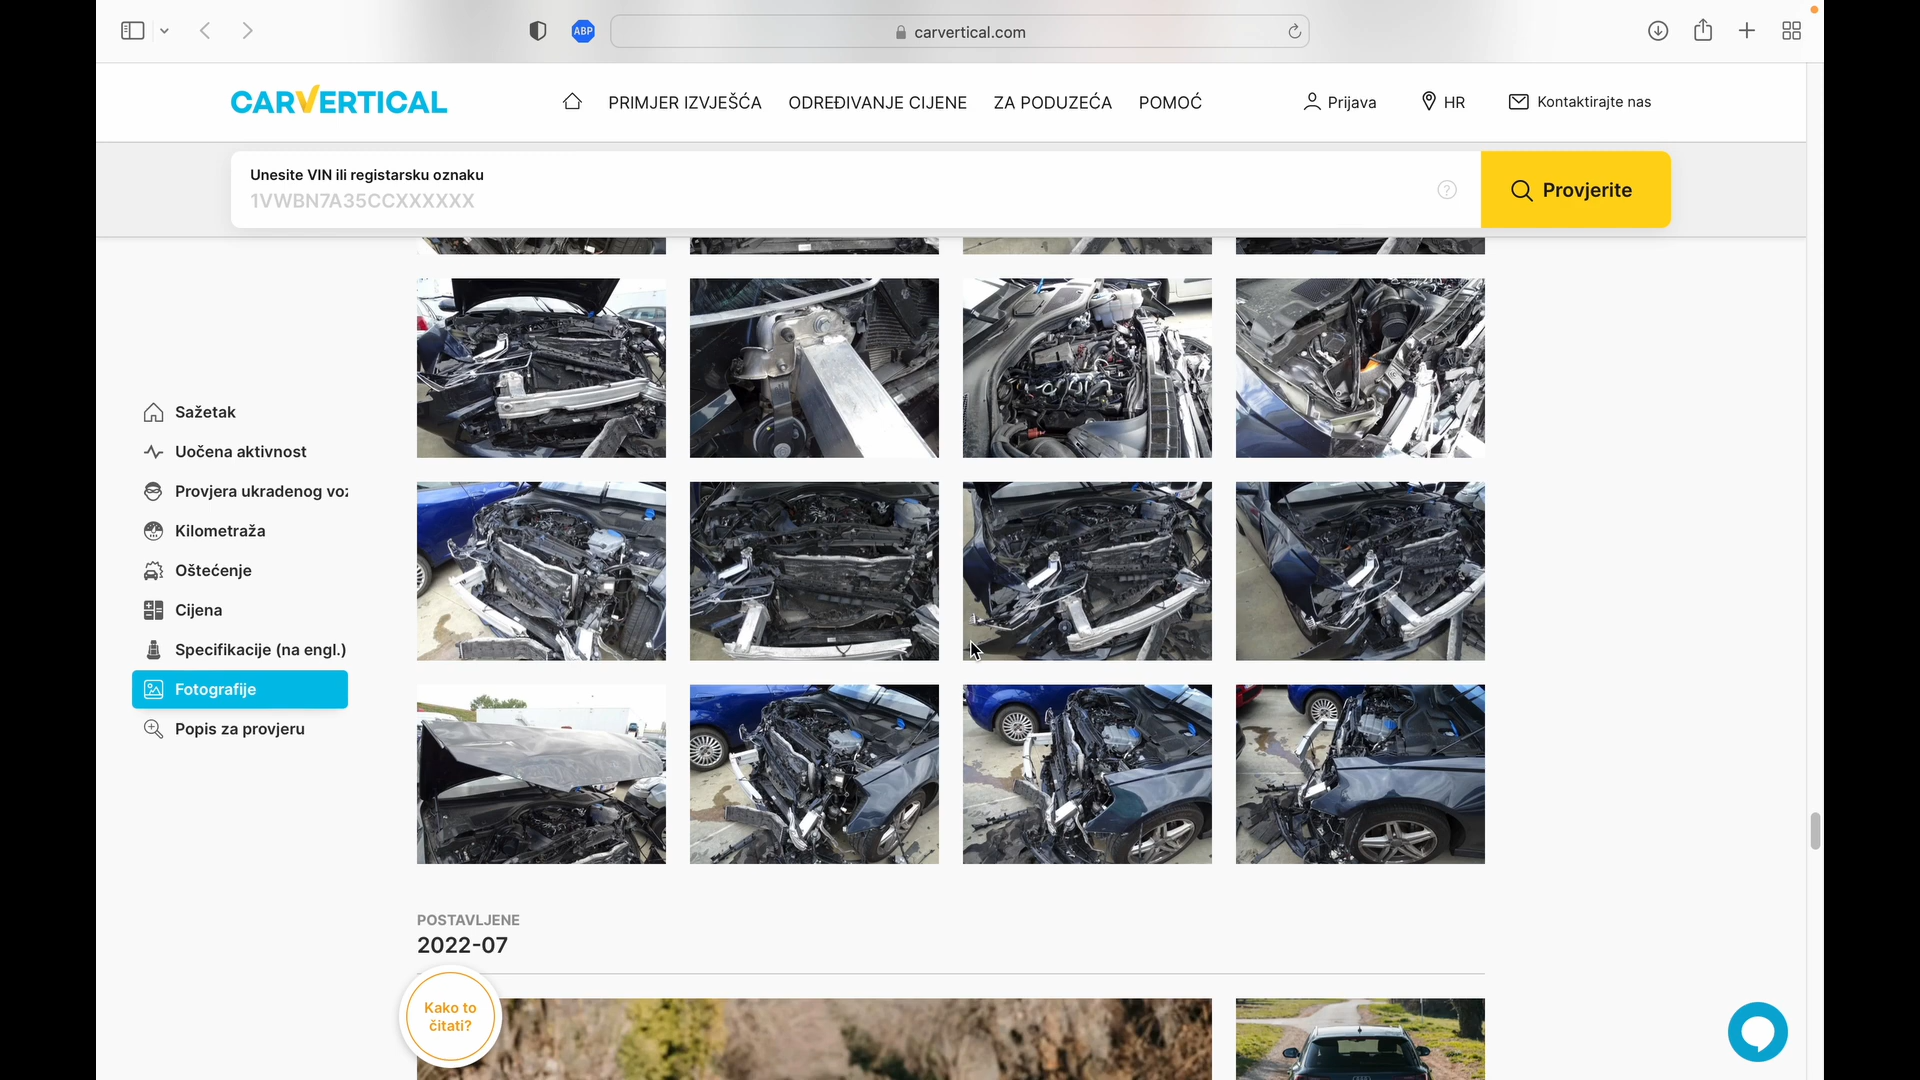 ABP
carvertical.com
CARVERTICAL
PRIMJER IZVJEŠĆA
ODREĐIVANJE CIJENE
ZA PODUZEĆA
POMOĆ
Prijava
HR
Kontaktirajte nas
Unesite VIN ili registarsku oznaku
1VWBN7A35CCXXXXXX
?
Provjerite
Sažetak
Uočena aktivnost
Provjera ukradenog voz
Kilometraža
Oštećenje
Cijena
Specifikacije (na engl.)
Fotografije
Popis za provjeru
POSTAVLJENE
2022-07
Kako to
čitati?